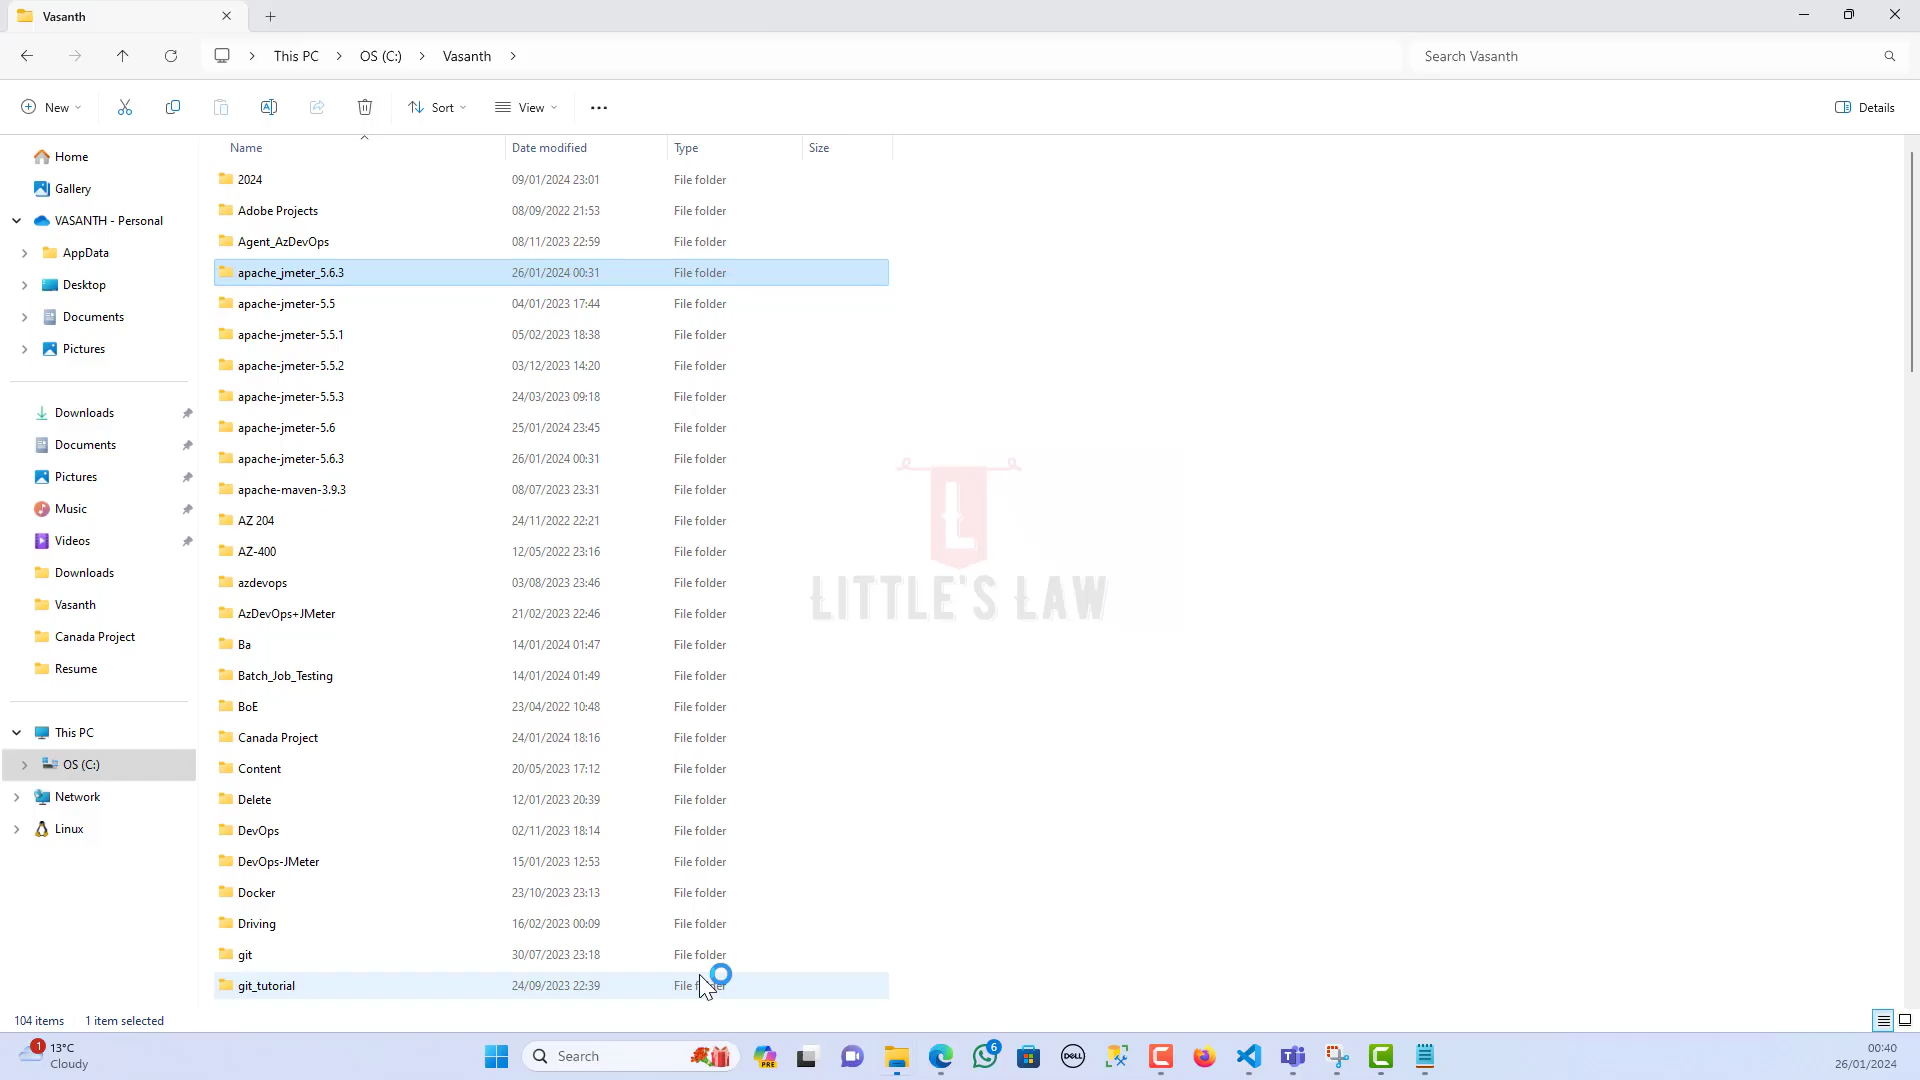 Vasanth
This PC
OS (C:)
Vasanth
Search Vasanth
New
Sort
View
Details
Name
Date modified
Type
Size
2024 09/01/2024 23:01 File folder
Adobe Projects 08/09/2022 21:53 File folder
Agent_AzDevOps 08/11/2023 22:59 File folder
apache_jmeter_5.6.3 26/01/2024 00:31 File folder
apache-jmeter-5.5 04/01/2023 17:44 File folder
apache-jmeter-5.5.1 05/02/2023 18:38 File folder
apache-jmeter-5.5.2 03/12/2023 14:20 File folder
apache-jmeter-5.5.3 24/03/2023 09:18 File folder
apache-jmeter-5.6 25/01/2024 23:45 File folder
apache-jmeter-5.6.3 26/01/2024 00:31 File folder
apache-maven-3.9.3 08/07/2023 23:31 File folder
AZ 204 24/11/2022 22:21 File folder
AZ-400 12/05/2022 23:16 File folder
azdevops 03/08/2023 23:46 File folder
AzDevOps+JMeter 21/02/2023 22:46 File folder
Ba 14/01/2024 01:47 File folder
Batch_Job_Testing 14/01/2024 01:49 File folder
BoE 23/04/2022 10:48 File folder
Canada Project 24/01/2024 18:16 File folder
Content 20/05/2023 17:12 File folder
Delete 12/01/2023 20:39 File folder
DevOps 02/11/2023 18:14 File folder
DevOps-JMeter 15/01/2023 12:53 File folder
Docker 23/10/2023 23:13 File folder
Driving 16/02/2023 00:09 File folder
git 30/07/2023 23:18 File folder
git_tutorial 24/09/2023 22:39 File folder
Home
Gallery
VASANTH - Personal
AppData
Desktop
Documents
Pictures
Downloads
Documents
Pictures
Music
Videos
Downloads
Vasanth
Canada Project
Resume
This PC
OS (C:)
Network
Linux
L
LITTLE'S LAW
104 items
1 item selected
1
13°C
Cloudy
Search
PRE
6
DELL
00:40
26/01/2024